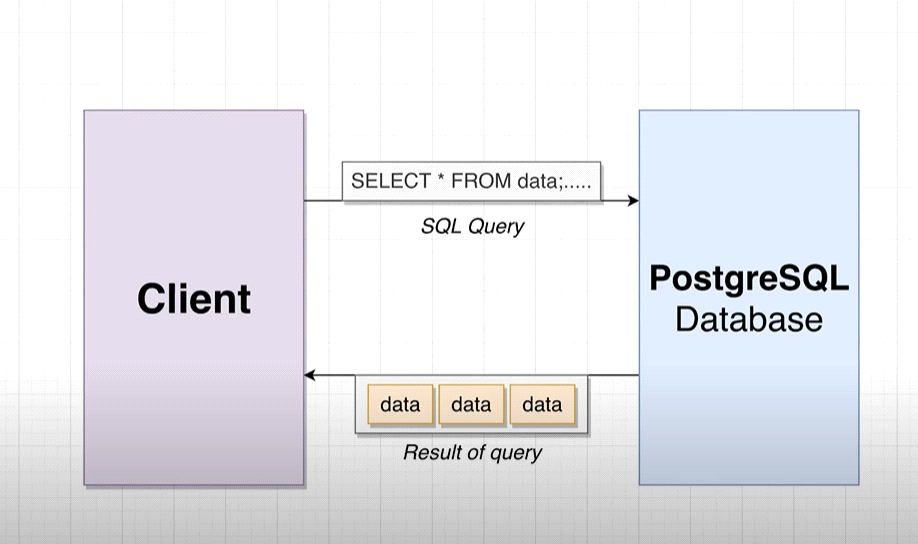 SELECT * FROM data;.....
SQL Query
Client
PostgreSQL
Database
data data data
Result of query